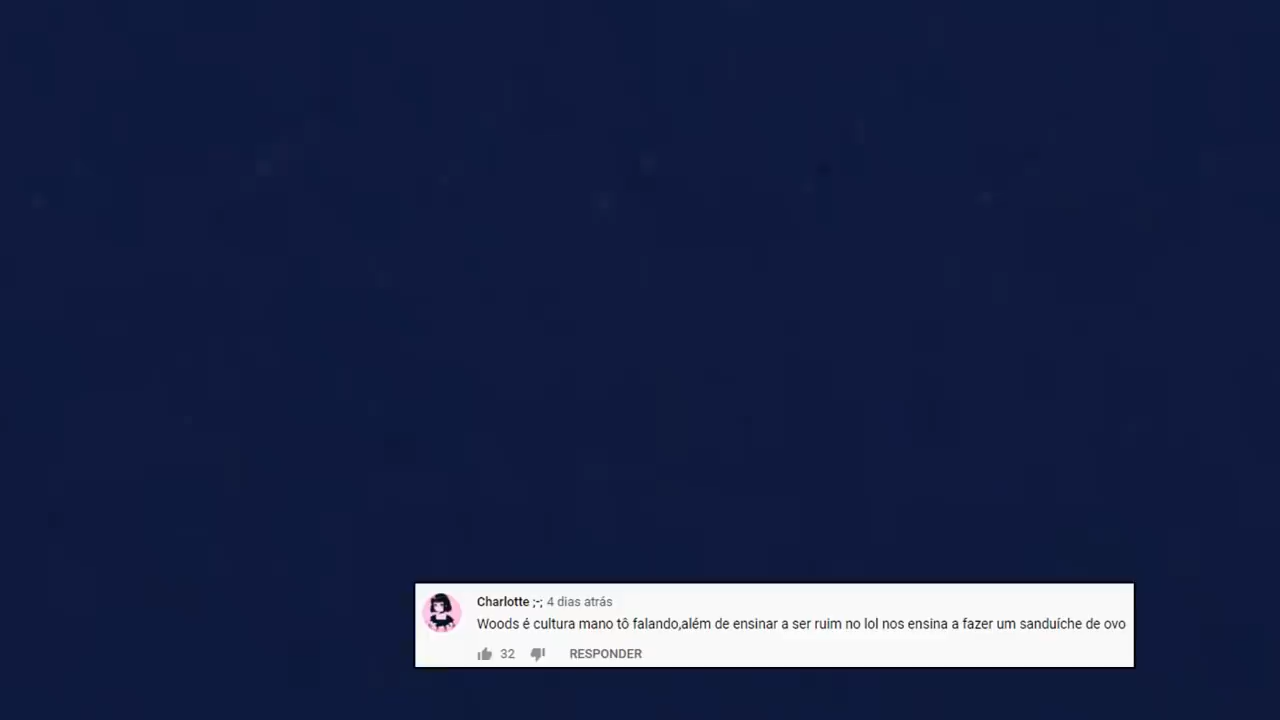 Charlotte ;-; 4 dias atrás
Woods é cultura mano tô falando,além de ensinar a ser ruim no lol nos ensina a fazer um sanduíche de ovo
32 RESPONDER